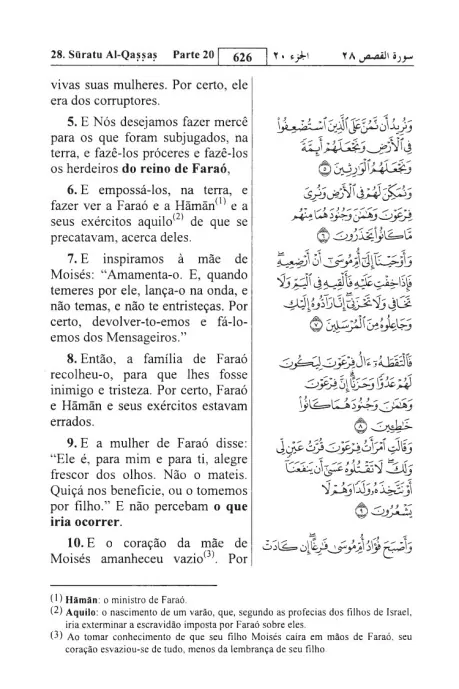 28. Sūratu Al-Qaṣṣaṣ Parte 20 626 الجزء ٢٠ سورة القصص ٢٨
vivas suas mulheres. Por certo, ele
era dos corruptores.
5. E Nós desejamos fazer mercê
para os que foram subjugados, na
terra, e fazê-los próceres e fazê-los
os herdeiros do reino de Faraó,
6. E empossá-los, na terra, e
fazer ver a Faraó e a Hāmān(1) e a
seus exércitos aquilo(2) de que se
precatavam, acerca deles.
7. E inspiramos à mãe de
Moisés: “Amamenta-o. E, quando
temeres por ele, lança-o na onda, e
não temas, e não te entristeças. Por
certo, devolver-to-emos e fá-lo-
emos dos Mensageiros.”
8. Então, a família de Faraó
recolheu-o, para que lhes fosse
inimigo e tristeza. Por certo, Faraó
e Hāmān e seus exércitos estavam
errados.
9. E a mulher de Faraó disse:
“Ele é, para mim e para ti, alegre
frescor dos olhos. Não o mateis.
Quiçá nos beneficie, ou o tomemos
por filho.” E não percebam o que
iria ocorrer.
10. E o coração da mãe de
Moisés amanheceu vazio(3). Por
وَنُرِيدُ أَن نَّمُنَّ عَلَى ٱلَّذِينَ ٱسْتُضْعِفُوا۟
فِى ٱلْأَرْضِ وَنَجْعَلَهُمْ أَئِمَّةً
وَنَجْعَلَهُمُ ٱلْوَٰرِثِينَ ٥
وَنُمَكِّنَ لَهُمْ فِى ٱلْأَرْضِ وَنُرِىَ
فِرْعَوْنَ وَهَٰمَٰنَ وَجُنُودَهُمَا مِنْهُم
مَّا كَانُوا۟ يَحْذَرُونَ ٦
وَأَوْحَيْنَآ إِلَىٰٓ أُمِّ مُوسَىٰٓ أَنْ أَرْضِعِيهِ ۖ
فَإِذَا خِفْتِ عَلَيْهِ فَأَلْقِيهِ فِى ٱلْيَمِّ وَلَا
تَخَافِى وَلَا تَحْزَنِىٓ ۖ إِنَّا رَآدُّوهُ إِلَيْكِ
وَجَاعِلُوهُ مِنَ ٱلْمُرْسَلِينَ ٧
فَٱلْتَقَطَهُۥٓ ءَالُ فِرْعَوْنَ لِيَكُونَ
لَهُمْ عَدُوًّا وَحَزَنًا ۗ إِنَّ فِرْعَوْنَ
وَهَٰمَٰنَ وَجُنُودَهُمَا كَانُوا۟
خَٰطِـِٔينَ ٨
وَقَالَتِ ٱمْرَأَتُ فِرْعَوْنَ قُرَّتُ عَيْنٍ لِّى
وَلَكَ ۖ لَا تَقْتُلُوهُ عَسَىٰٓ أَن يَنفَعَنَآ
أَوْ نَتَّخِذَهُۥ وَلَدًا وَهُمْ لَا
يَشْعُرُونَ ٩
وَأَصْبَحَ فُؤَادُ أُمِّ مُوسَىٰ فَٰرِغًا ۖ إِن كَادَتْ
(1) Hāmān: o ministro de Faraó.
(2) Aquilo: o nascimento de um varão, que, segundo as profecias dos filhos de Israel,
iria exterminar a escravidão imposta por Faraó sobre eles.
(3) Ao tomar conhecimento de que seu filho Moisés caíra em mãos de Faraó, seu
coração esvaziou-se de tudo, menos da lembrança de seu filho